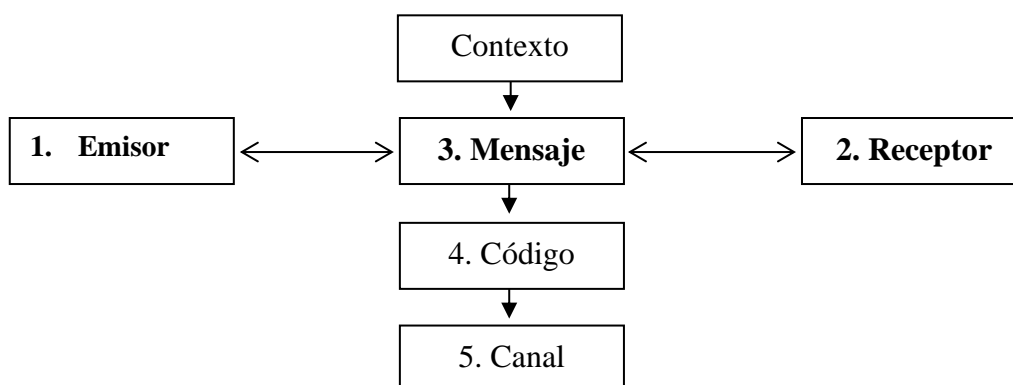 Contexto
1. Emisor
3. Mensaje
2. Receptor
4. Código
5. Canal